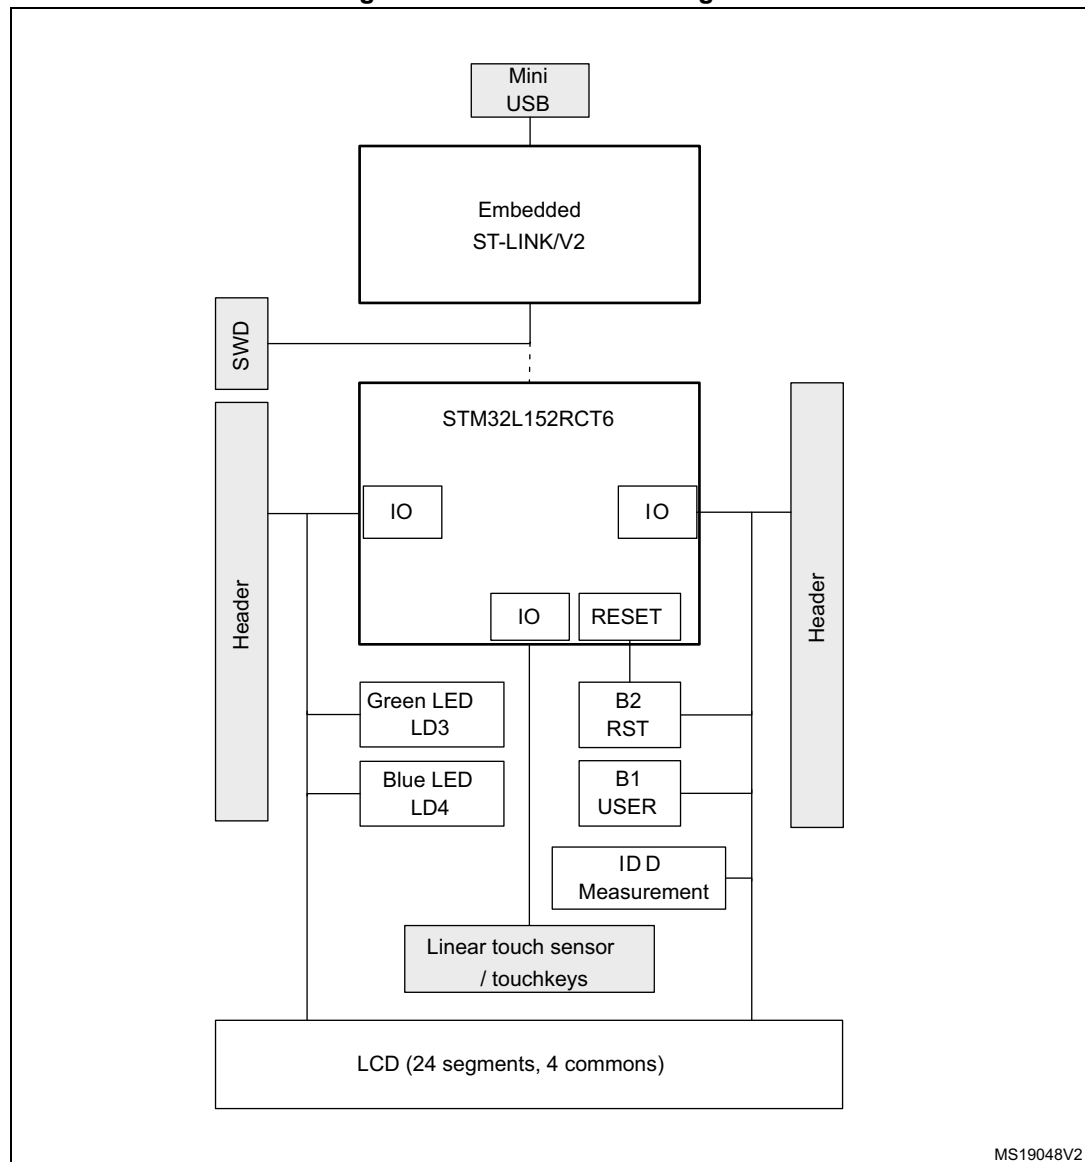 Mini
USB
Embedded
ST-LINK/V2
SWD
STM32L152RCT6
IO
IO
Header
Header
IO
RESET
Green LED
LD3
B2
RST
Blue LED
LD4
B1
USER
IDD
Measurement
Linear touch sensor
/ touchkeys
LCD (24 segments, 4 commons)
MS19048V2